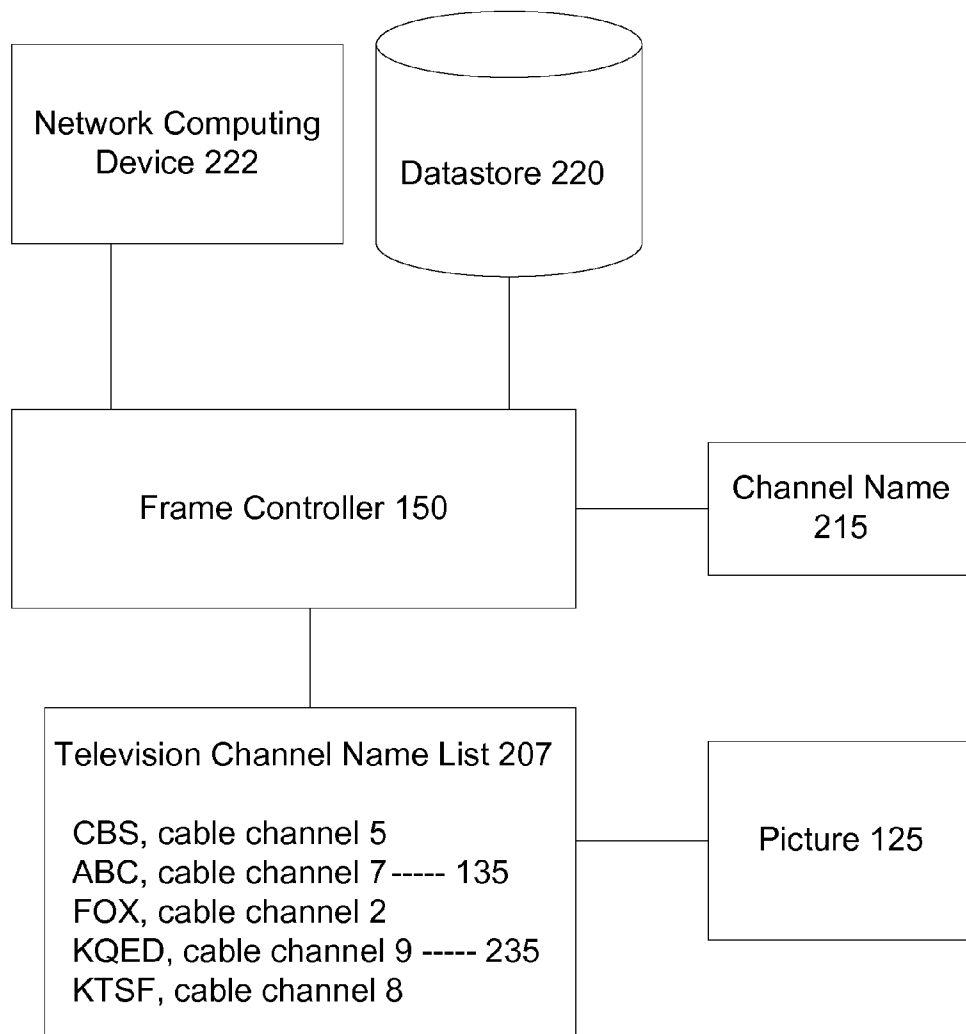 Network Computing
Device 222
Datastore 220
Frame Controller 150
Channel Name
215
Television Channel Name List 207
CBS, cable channel 5
ABC, cable channel 7 ----- 135
FOX, cable channel 2
KQED, cable channel 9 ----- 235
KTSF, cable channel 8
Picture 125